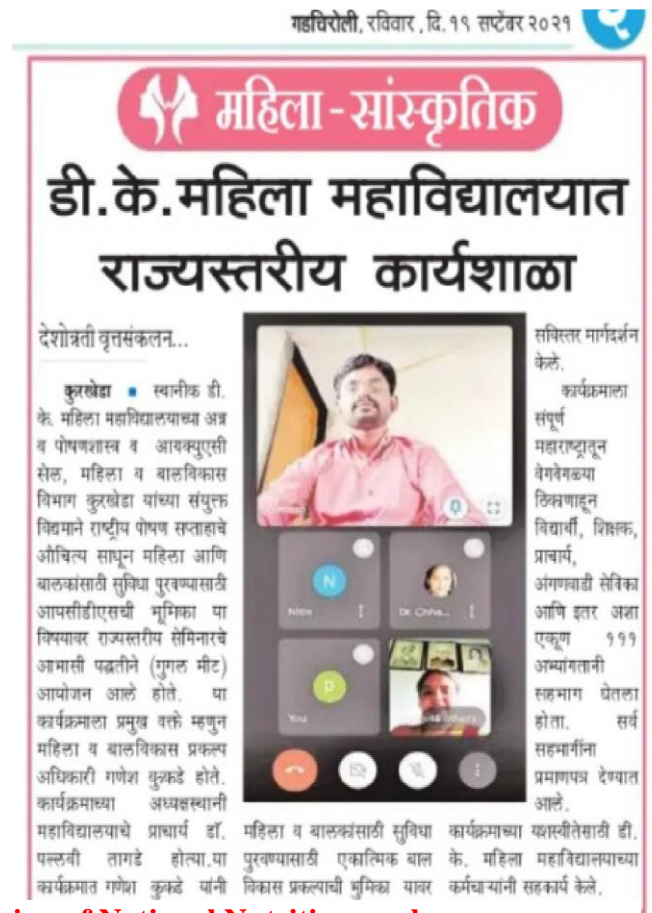 गडचिरोली, रविवार, दि. १९ सप्टेंबर २०२१
महिला - सांस्कृतिक
डी.के.महिला महाविद्यालयात
राज्यस्तरीय कार्यशाळा
देशोन्नती वृत्तसंकलन...
कुरखेडा ■ स्थानीक डी.
के. महिला महाविद्यालयाच्या अन्न
व पोषणशास्त्र व आयक्युएसी
सेल, महिला व बालविकास
विभाग कुरखेडा यांच्या संयुक्त
विद्यमाने राष्ट्रीय पोषण सप्ताहाचे
औचित्य साधून महिला आणि
बालकांसाठी सुविधा पुरवण्यासाठी
आयसीडीएसची भूमिका या
विषयावर राज्यस्तरीय सेमिनारचे
आभासी पद्धतीने (गुगल मीट)
आयोजन आले होते. या
कार्यक्रमाला प्रमुख वक्ते म्हणुन
महिला व बालविकास प्रकल्प
अधिकारी गणेश कुकडे होते.
कार्यक्रमाच्या अध्यक्षस्थानी
महाविद्यालयाचे प्राचार्य डॉ.
पल्लवी तागडे होत्या.या
कार्यक्रमात गणेश कुकडे यांनी
N
Nitin
Dr. Chha...
P
You
महिला व बालकांसाठी सुविधा
पुरवण्यासाठी एकात्मिक बाल
विकास प्रकल्पाची भुमिका यावर
सविस्तर मार्गदर्शन
केले.
कार्यक्रमाला
संपूर्ण
महाराष्ट्रातून
वेगवेगळ्या
ठिकाणाहून
विद्यार्थी, शिक्षक,
प्राचार्य,
अंगणवाडी सेविका
आणि इतर अशा
एकूण १११
अभ्यांगतानी
सहभाग घेतला
होता. सर्व
सहभागींना
प्रमाणपत्र देण्यात
आले.
कार्यक्रमाच्या यशस्वीतेसाठी डी.
के. महिला महाविद्यालयाच्या
कर्मचाऱ्यांनी सहकार्य केले.